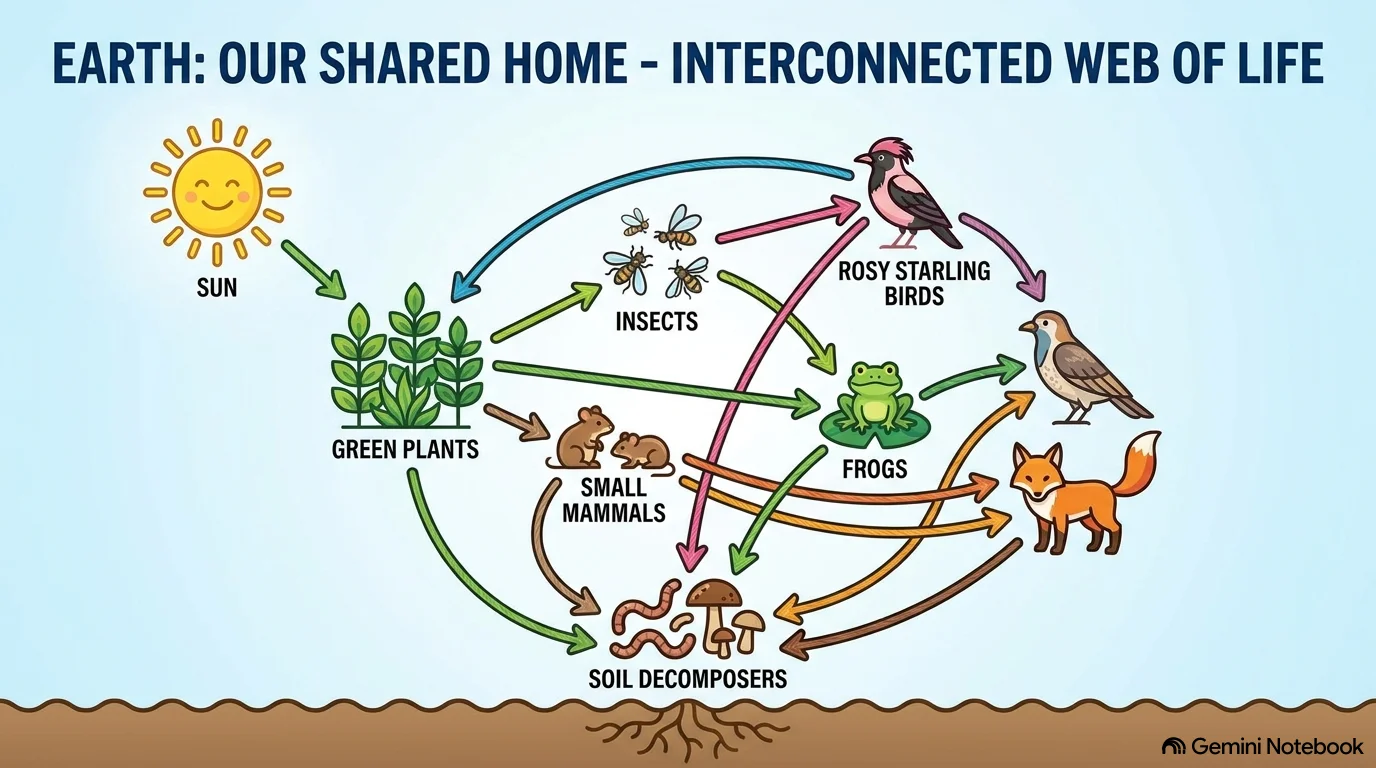 EARTH: OUR SHARED HOME – INTERCONNECTED WEB OF LIFE
SUN
INSECTS
ROSY STARLING
BIRDS
GREEN PLANTS
SMALL
MAMMALS
FROGS
SOIL DECOMPOSERS
Gemini Notebook